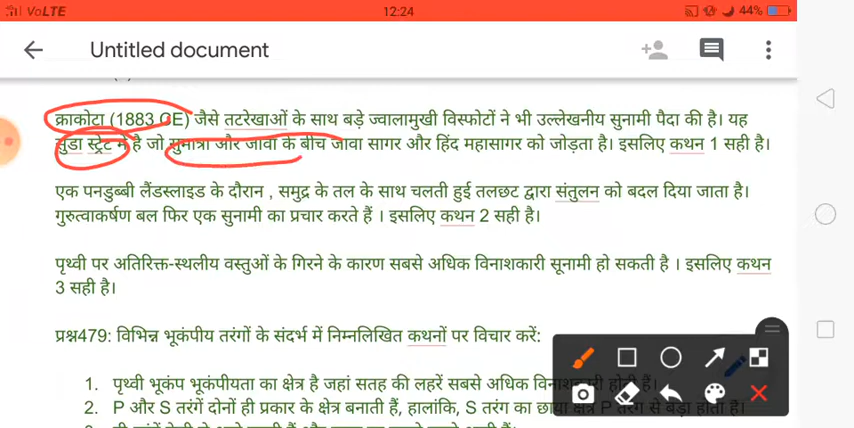 VoLTE 12:24 44%
Untitled document
क्राकोटा (1883 CE) जैसे तटरेखाओं के साथ बड़े ज्वालामुखी विस्फोटों ने भी उल्लेखनीय सुनामी पैदा की है। यह
सुंडा स्ट्रेट में है जो सुमात्रा और जावा के बीच जावा सागर और हिंद महासागर को जोड़ता है। इसलिए कथन 1 सही है।
एक पनडुब्बी लैंडस्लाइड के दौरान , समुद्र के तल के साथ चलती हुई तलछट द्वारा संतुलन को बदल दिया जाता है।
गुरुत्वाकर्षण बल फिर एक सुनामी का प्रचार करते हैं । इसलिए कथन 2 सही है।
पृथ्वी पर अतिरिक्त-स्थलीय वस्तुओं के गिरने के कारण सबसे अधिक विनाशकारी सूनामी हो सकती है । इसलिए कथन
3 सही है।
प्रश्न479: विभिन्न भूकंपीय तरंगों के संदर्भ में निम्नलिखित कथनों पर विचार करें:
1. पृथ्वी भूकंप भूकंपीयता का क्षेत्र है जहां सतह की लहरें सबसे अधिक विनाशकारी होती हैं।
2. P और S तरंगें दोनों ही प्रकार के क्षेत्र बनाती हैं, हालांकि, S तरंग का छाया क्षेत्र P तरंग से बड़ा होता है।